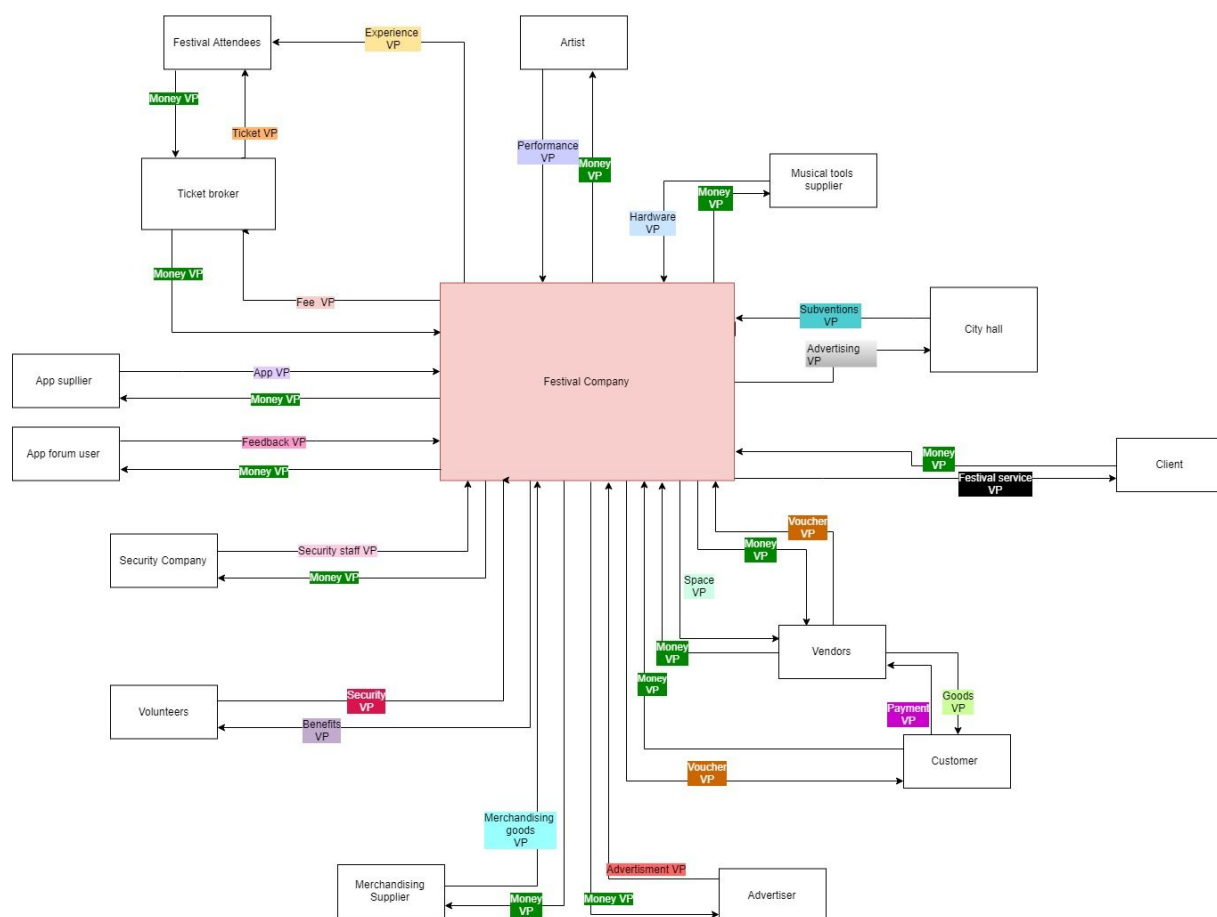 Experience
VP
Festival Attendees
Artist
Money VP
Ticket VP
Performance
VP
Money
VP
Musical tools
supplier
Money
VP
Ticket broker
Hardware
VP
Money VP
Fee VP
Subventions
VP
City hall
Advertising
VP
App supllier
App VP
Festival Company
Money VP
App forum user
Feedback VP
Money VP
Money
VP
Client
Festival service
VP
Voucher
VP
Money
VP
Security Company
Security staff VP
Money VP
Space
VP
Vendors
Money
VP
Money
VP
Goods
VP
Payment
VP
Volunteers
Security
VP
Benefits
VP
Customer
Voucher
VP
Merchandising
goods
VP
Advertisment VP
Merchandising
Supplier
Money
VP
Money VP
Advertiser